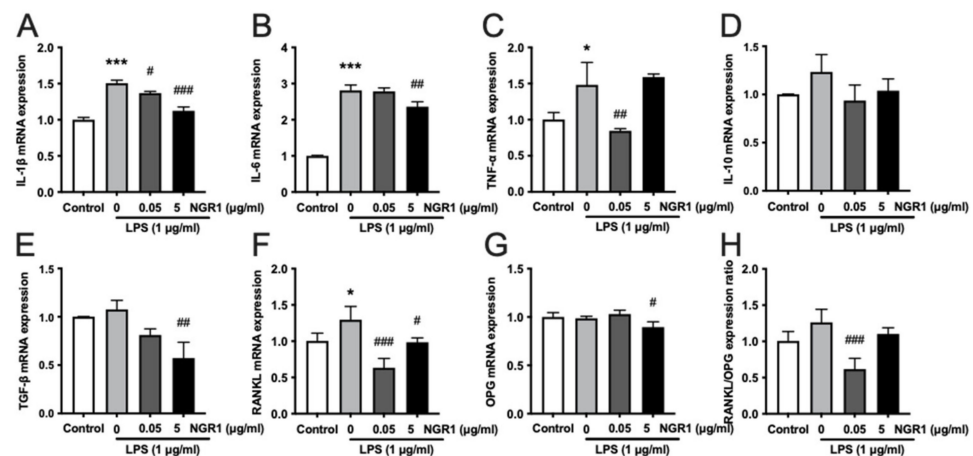 A
IL-1β mRNA expression
2.0
1.5
1.0
0.5
0.0
***
#
###
Control 0 0.05 5 NGR1 (μg/ml)
LPS (1 μg/ml)
B
IL-6 mRNA expression
4
3
2
1
0
***
##
Control 0 0.05 5 NGR1 (μg/ml)
LPS (1 μg/ml)
C
TNF-α mRNA expression
2.0
1.5
1.0
0.5
0.0
*
##
Control 0 0.05 5 NGR1 (μg/ml)
LPS (1 μg/ml)
D
IL-10 mRNA expression
1.5
1.0
0.5
0.0
Control 0 0.05 5 NGR1 (μg/ml)
LPS (1 μg/ml)
E
TGF-β mRNA expression
1.5
1.0
0.5
0.0
##
Control 0 0.05 5 NGR1 (μg/ml)
LPS (1 μg/ml)
F
RANKL mRNA expression
2.0
1.5
1.0
0.5
0.0
*
###
#
Control 0 0.05 5 NGR1 (μg/ml)
LPS (1 μg/ml)
G
OPG mRNA expression
1.5
1.0
0.5
0.0
#
Control 0 0.05 5 NGR1 (μg/ml)
LPS (1 μg/ml)
H
RANKL/OPG expression ratio
2.0
1.5
1.0
0.5
0.0
###
Control 0 0.05 5 NGR1 (μg/ml)
LPS (1 μg/ml)